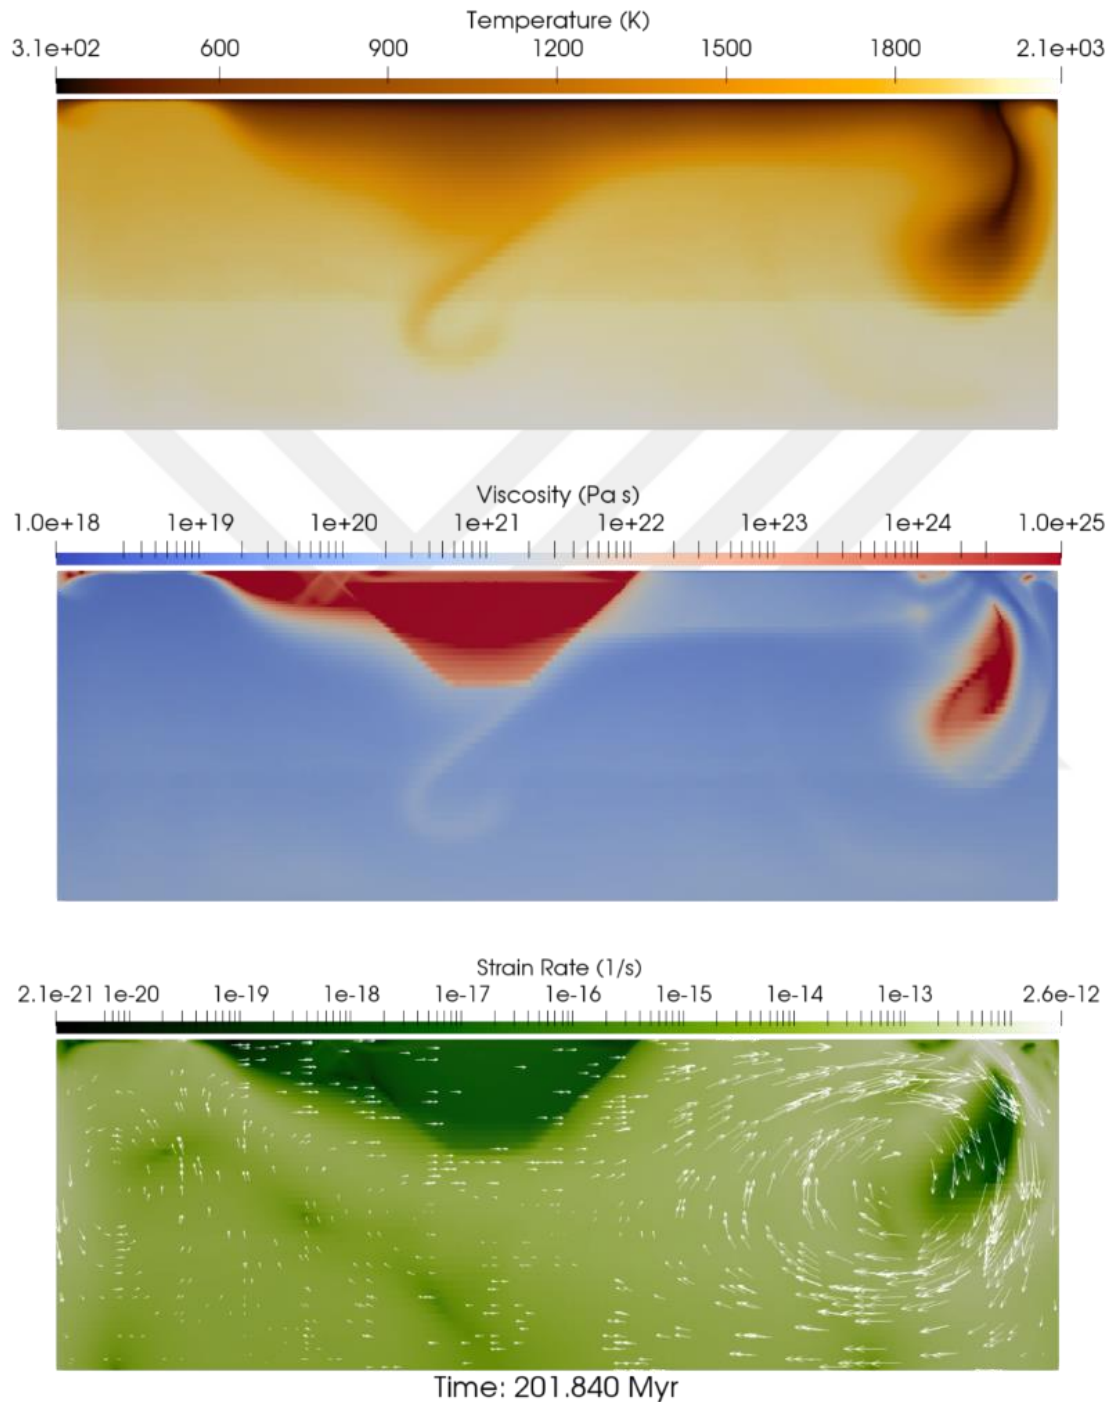 Temperature (K)
3.1e+02 600 900 1200 1500 1800 2.1e+03
Viscosity (Pa s)
1.0e+18 1e+19 1e+20 1e+21 1e+22 1e+23 1e+24 1.0e+25
Strain Rate (1/s)
2.1e-21 1e-20 1e-19 1e-18 1e-17 1e-16 1e-15 1e-14 1e-13 2.6e-12
Time: 201.840 Myr